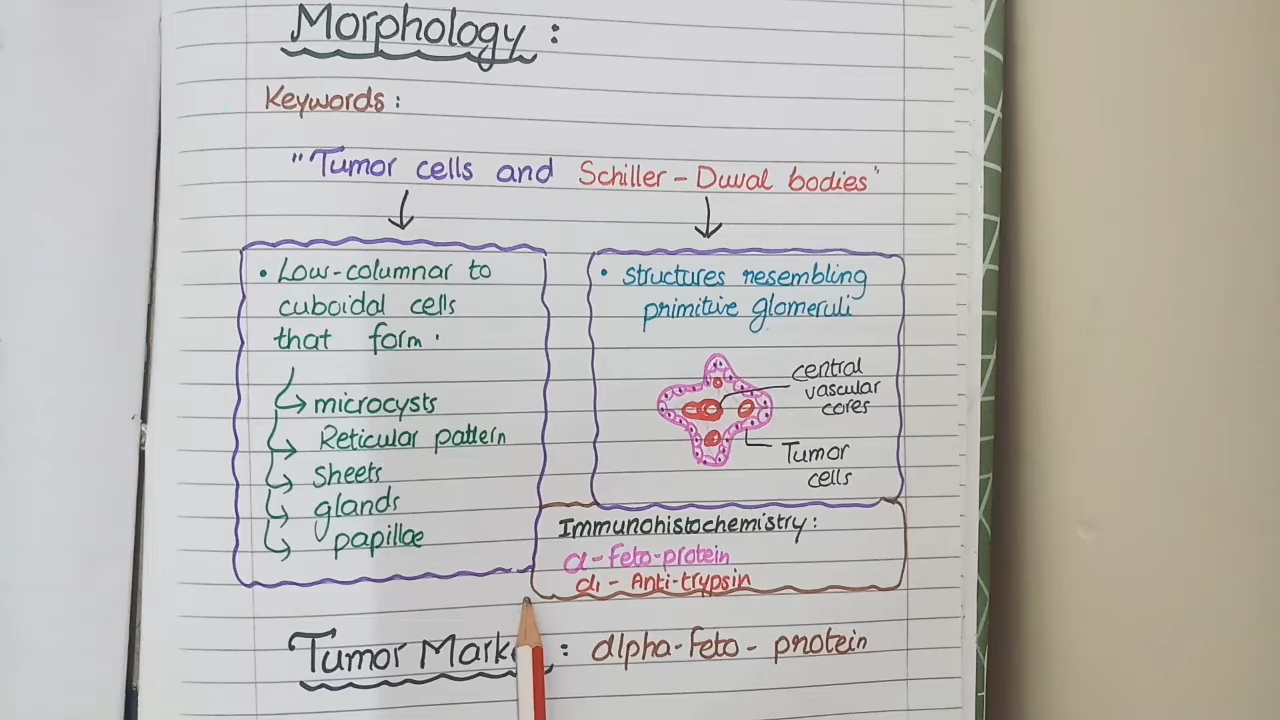 Morphology :
Keywords :
"Tumor cells and Schiller - Duval bodies"
• Low-columnar to
cuboidal cells
that form ·
microcysts
Reticular pattern
Sheets
glands
papillae
• structures resembling
primitive glomeruli
central
vascular
cores
Tumor
cells
Immunohistochemistry :
α - Feto-protein
α1 - Anti-trypsin
Tumor Mark : alpha-feto - protein